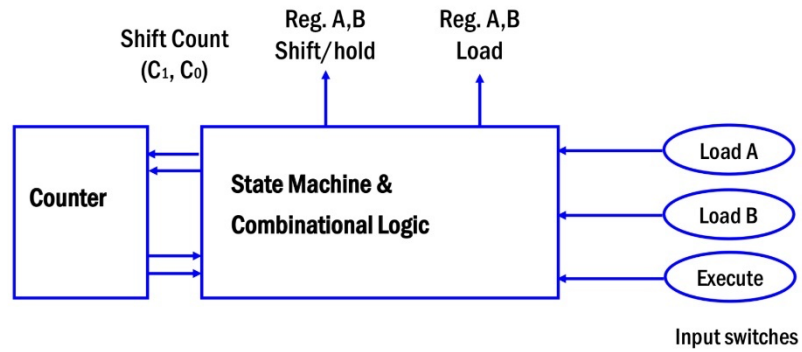 Shift Count
(C₁, C₀)
Reg. A,B
Shift/hold
Reg. A,B
Load
Counter
State Machine &
Combinational Logic
Load A
Load B
Execute
Input switches